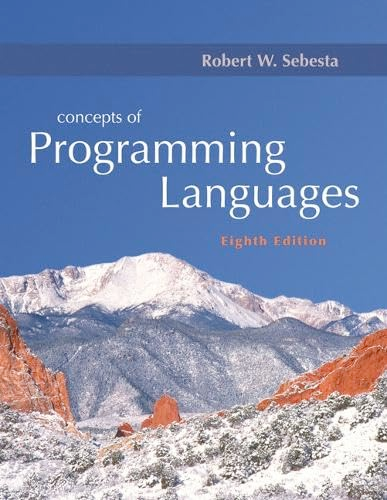 Robert W. Sebesta
concepts of
Programming
Languages
Eighth Edition